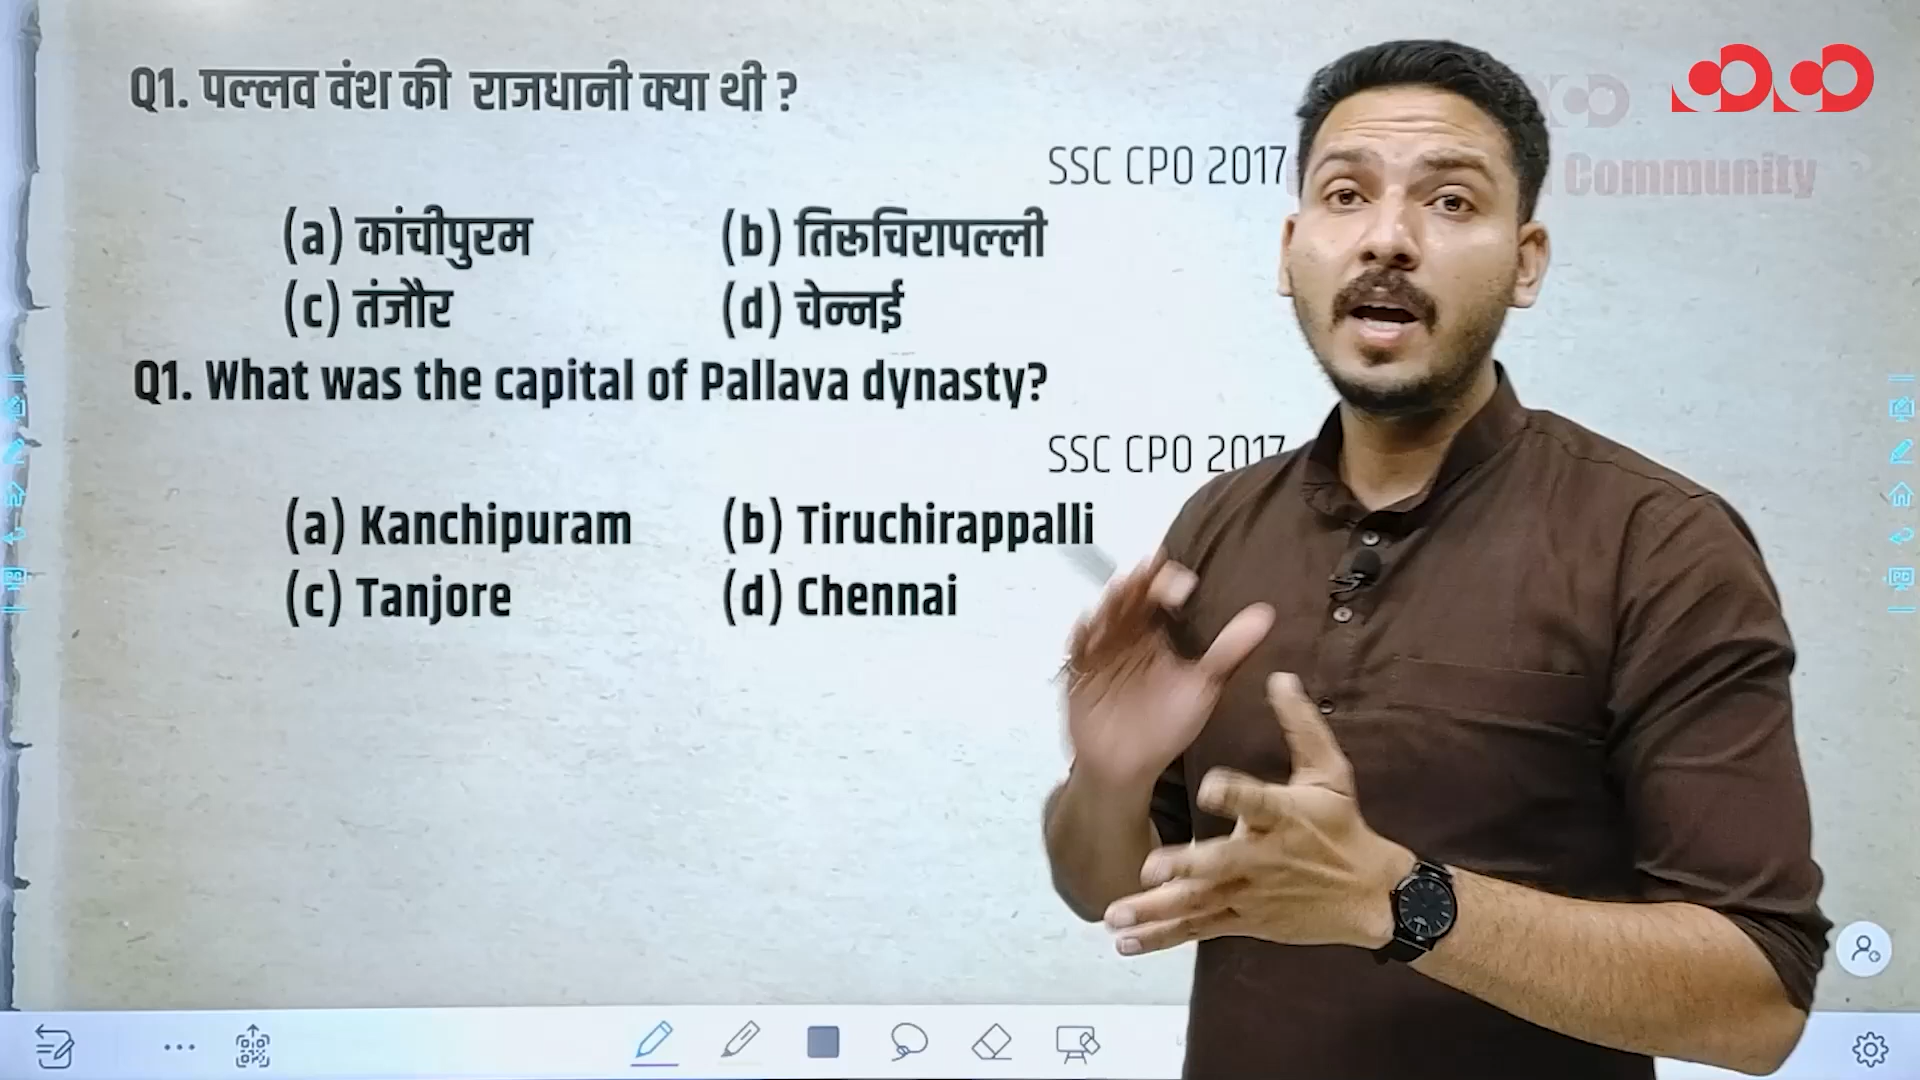 Q1. पल्लव वंश की राजधानी क्या थी ?
SSC CPO 2017
Community
(a) कांचीपुरम (b) तिरूचिरापल्ली
(c) तंजौर (d) चेन्नई
Q1. What was the capital of Pallava dynasty?
SSC CPO 2017
(a) Kanchipuram (b) Tiruchirappalli
(c) Tanjore (d) Chennai